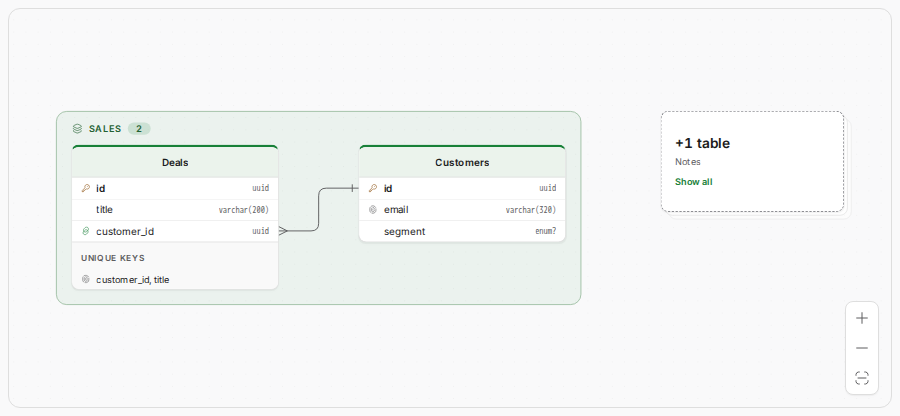 SALES 2
Deals
id uuid
title varchar(200)
customer_id uuid
UNIQUE KEYS
customer_id, title
Customers
id uuid
email varchar(320)
segment enum?
+1 table
Notes
Show all